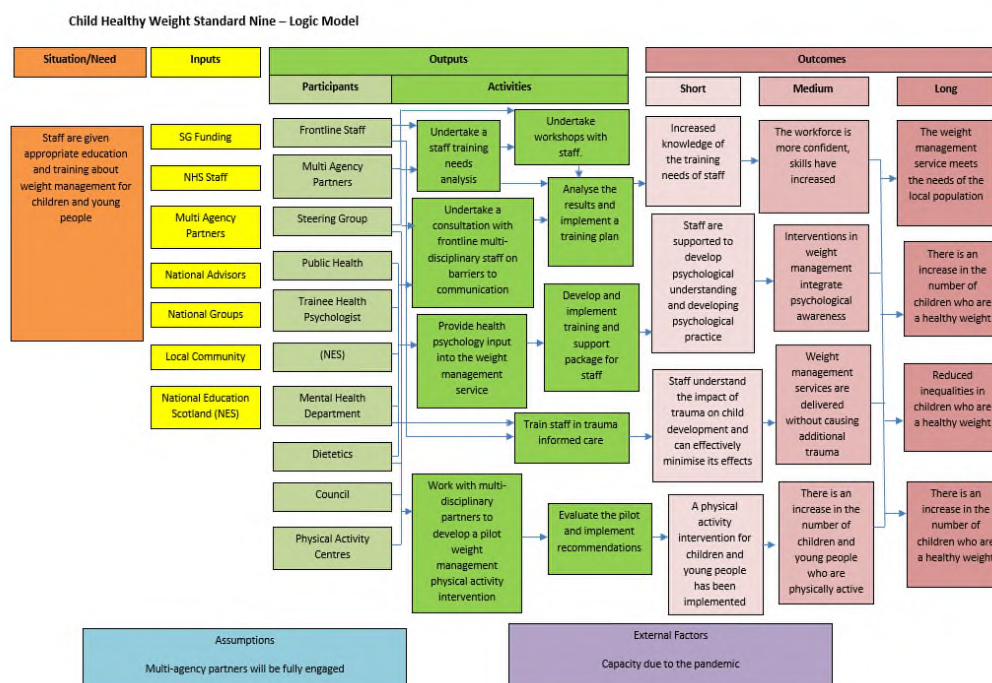 Child Healthy Weight Standard Nine – Logic Model
Situation/Need
Inputs
Outputs
Outcomes
Participants
Activities
Short
Medium
Long
Staff are given
appropriate education
and training about
weight management for
children and young
people
SG Funding
NHS Staff
Multi Agency
Partners
National Advisors
National Groups
Local Community
National Education
Scotland (NES)
Frontline Staff
Multi Agency
Partners
Steering Group
Public Health
Trainee Health
Psychologist
(NES)
Mental Health
Department
Dietetics
Council
Physical Activity
Centres
Undertake a
staff training
needs
analysis
Undertake
workshops with
staff.
Undertake a
consultation with
frontline multi-
disciplinary staff on
barriers to
communication
Analyse the
results and
implement a
training plan
Provide health
psychology input
into the weight
management
service
Develop and
implement
training and
support
package for
staff
Train staff in trauma
informed care
Work with multi-
disciplinary
partners to
develop a pilot
weight
management
physical activity
intervention
Evaluate the pilot
and implement
recommendations
Increased
knowledge of
the training
needs of staff
Staff are
supported to
develop
psychological
understanding
and developing
psychological
practice
Staff understand
the impact of
trauma on child
development and
can effectively
minimise its effects
A physical
activity
intervention for
children and
young people
has been
implemented
The workforce is
more confident,
skills have
increased
Interventions in
weight
management
integrate
psychological
awareness
Weight
management
services are
delivered
without causing
additional
trauma
There is an
increase in the
number of
children and
young people
who are
physically active
The weight
management
service meets
the needs of the
local population
There is an
increase in the
number of
children who are
a healthy weight
Reduced
inequalities in
children who are
a healthy weight
There is an
increase in the
number of
children who are
a healthy weight
Assumptions
Multi-agency partners will be fully engaged
External Factors
Capacity due to the pandemic